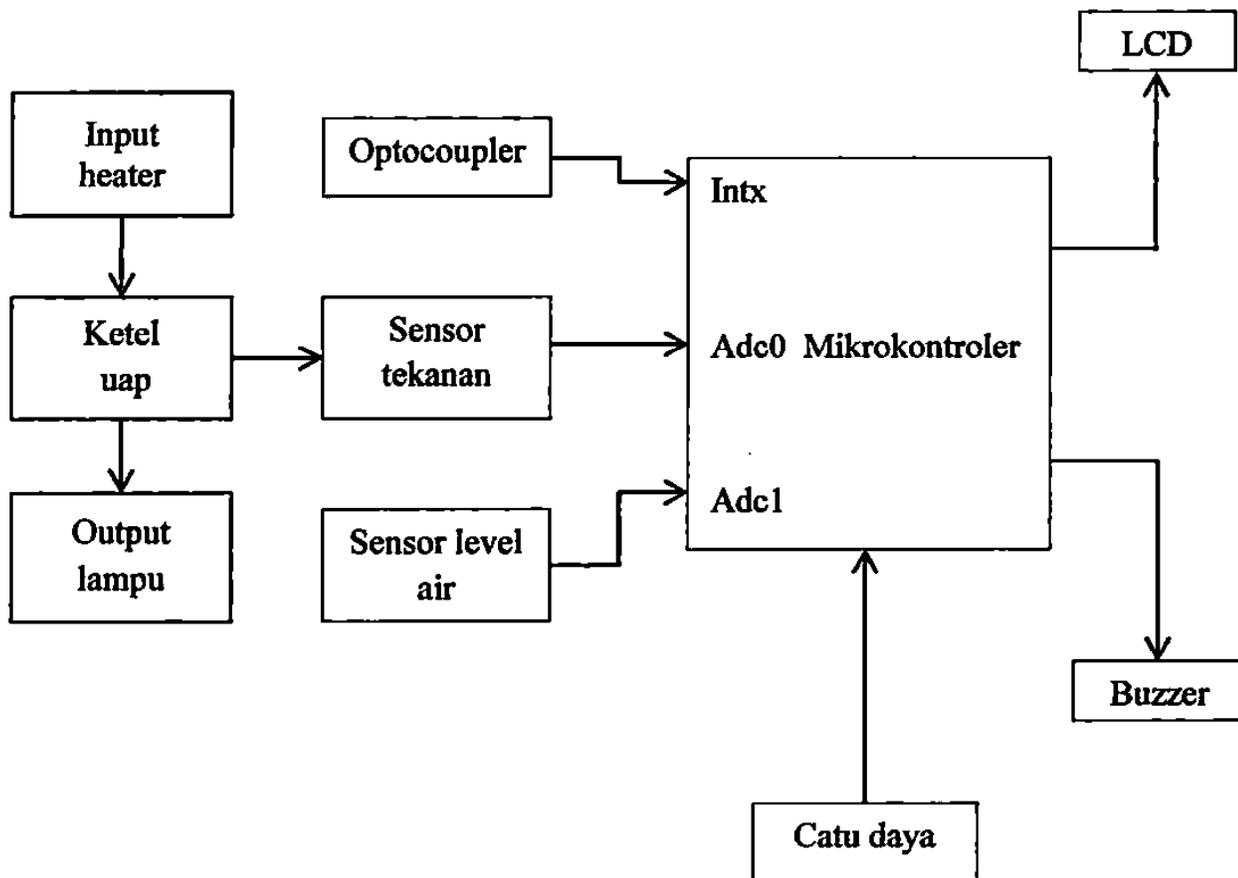 LCD
Input
heater
Optocoupler
Intx
Ketel
uap
Sensor
tekanan
Adc0 Mikrokontroler
Adc1
Output
lampu
Sensor level
air
Buzzer
Catu daya